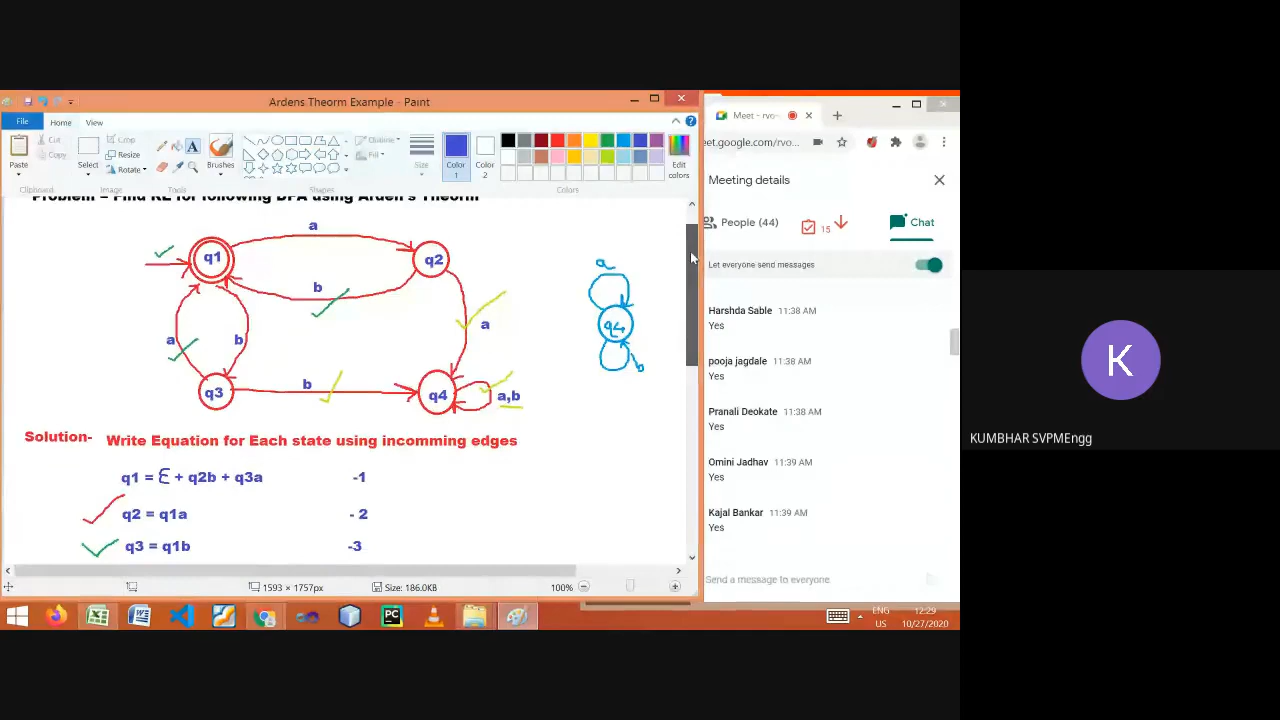 Ardens Theorm Example - Paint
File Home View
Paste
Cut
Copy
Clipboard
Select
Crop
Resize
Rotate
Image
Tools
Brushes
Shapes
Outline
Fill
Size
Color 1
Color 2
Colors
Edit colors
Problem = Find RE for following DFA using Arden's Theorm
a
q1
q2
b
a
b
a
q3
b
q4
a,b
a
q4
b
Solution- Write Equation for Each state using incomming edges
q1 = Ɛ + q2b + q3a -1
q2 = q1a - 2
q3 = q1b -3
1593 × 1757px
Size: 186.0KB
100%
Meet - rvo-
eet.google.com/rvo...
Meeting details
People (44)
15
Chat
Let everyone send messages
Harshda Sable 11:38 AM
Yes
pooja jagdale 11:38 AM
Yes
Pranali Deokate 11:38 AM
Yes
Omini Jadhav 11:39 AM
Yes
Kajal Bankar 11:39 AM
Yes
Send a message to everyone
ENG
US
12:29
10/27/2020
K
KUMBHAR SVPMEngg